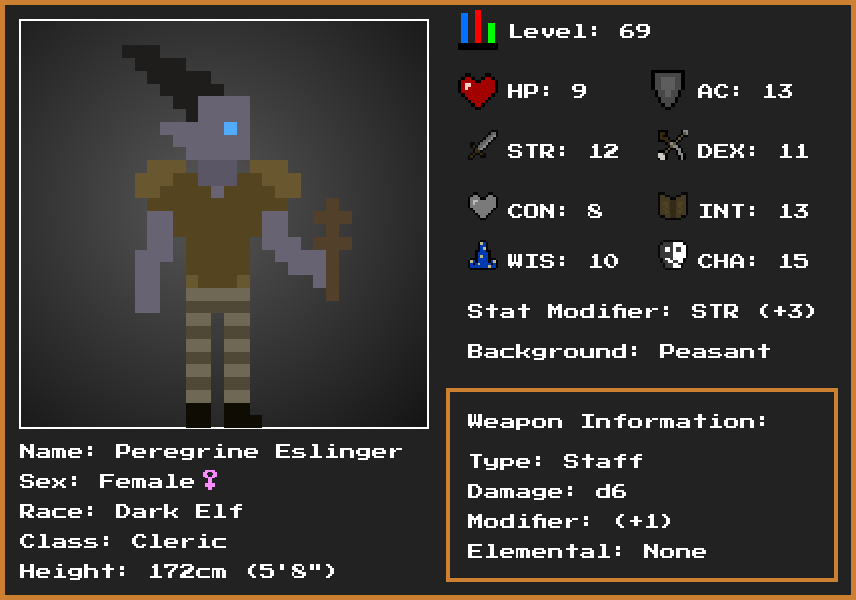 Level: 69
HP: 9
AC: 13
STR: 12
DEX: 11
CON: 8
INT: 13
WIS: 10
CHA: 15
Stat Modifier: STR (+3)
Background: Peasant
Weapon Information:
Type: Staff
Damage: d6
Modifier: (+1)
Elemental: None
Name: Peregrine Eslinger
Sex: Female♀
Race: Dark Elf
Class: Cleric
Height: 172cm (5'8")